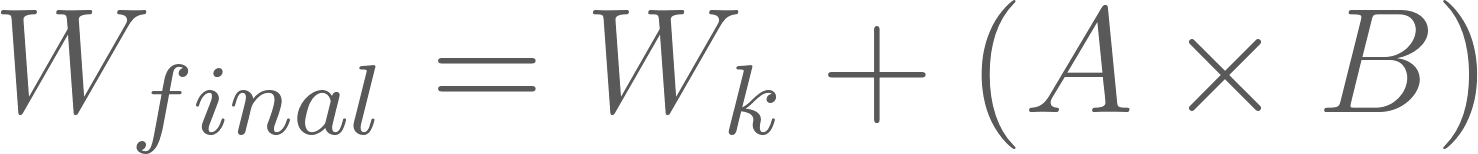 W_{final} = W_k + (A × B)